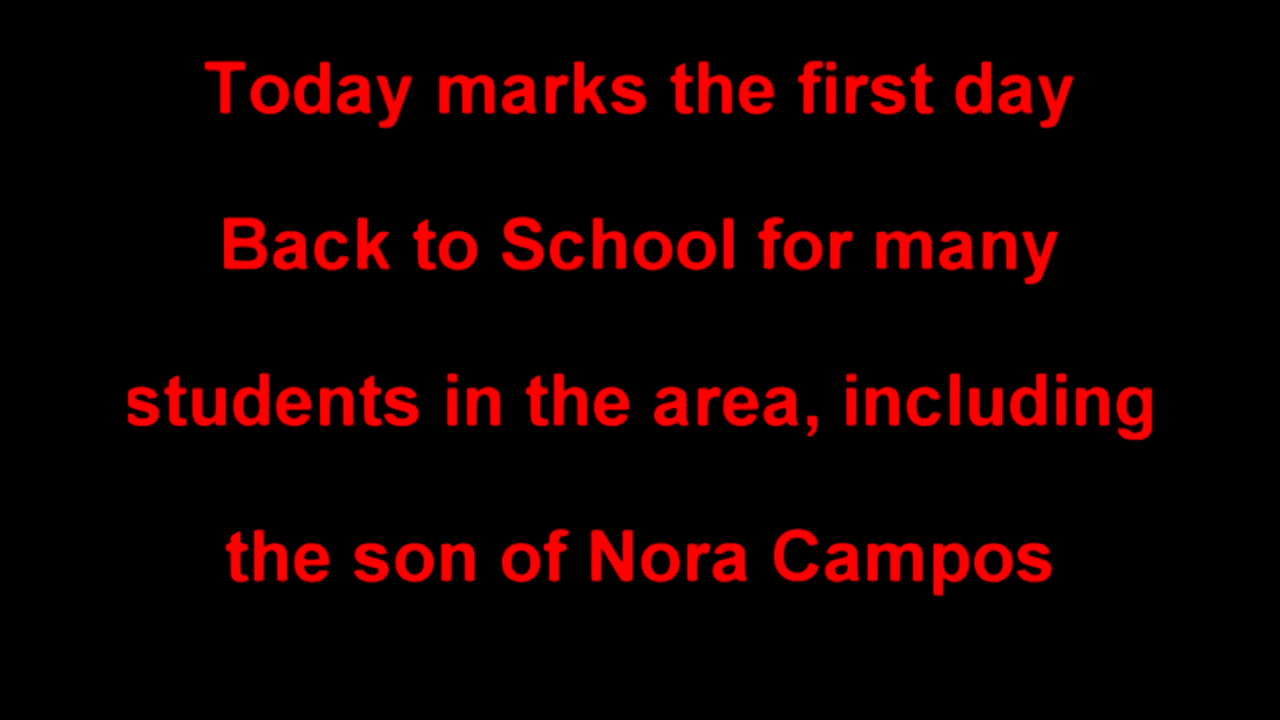 Today marks the first day
Back to School for many
students in the area, including
the son of Nora Campos